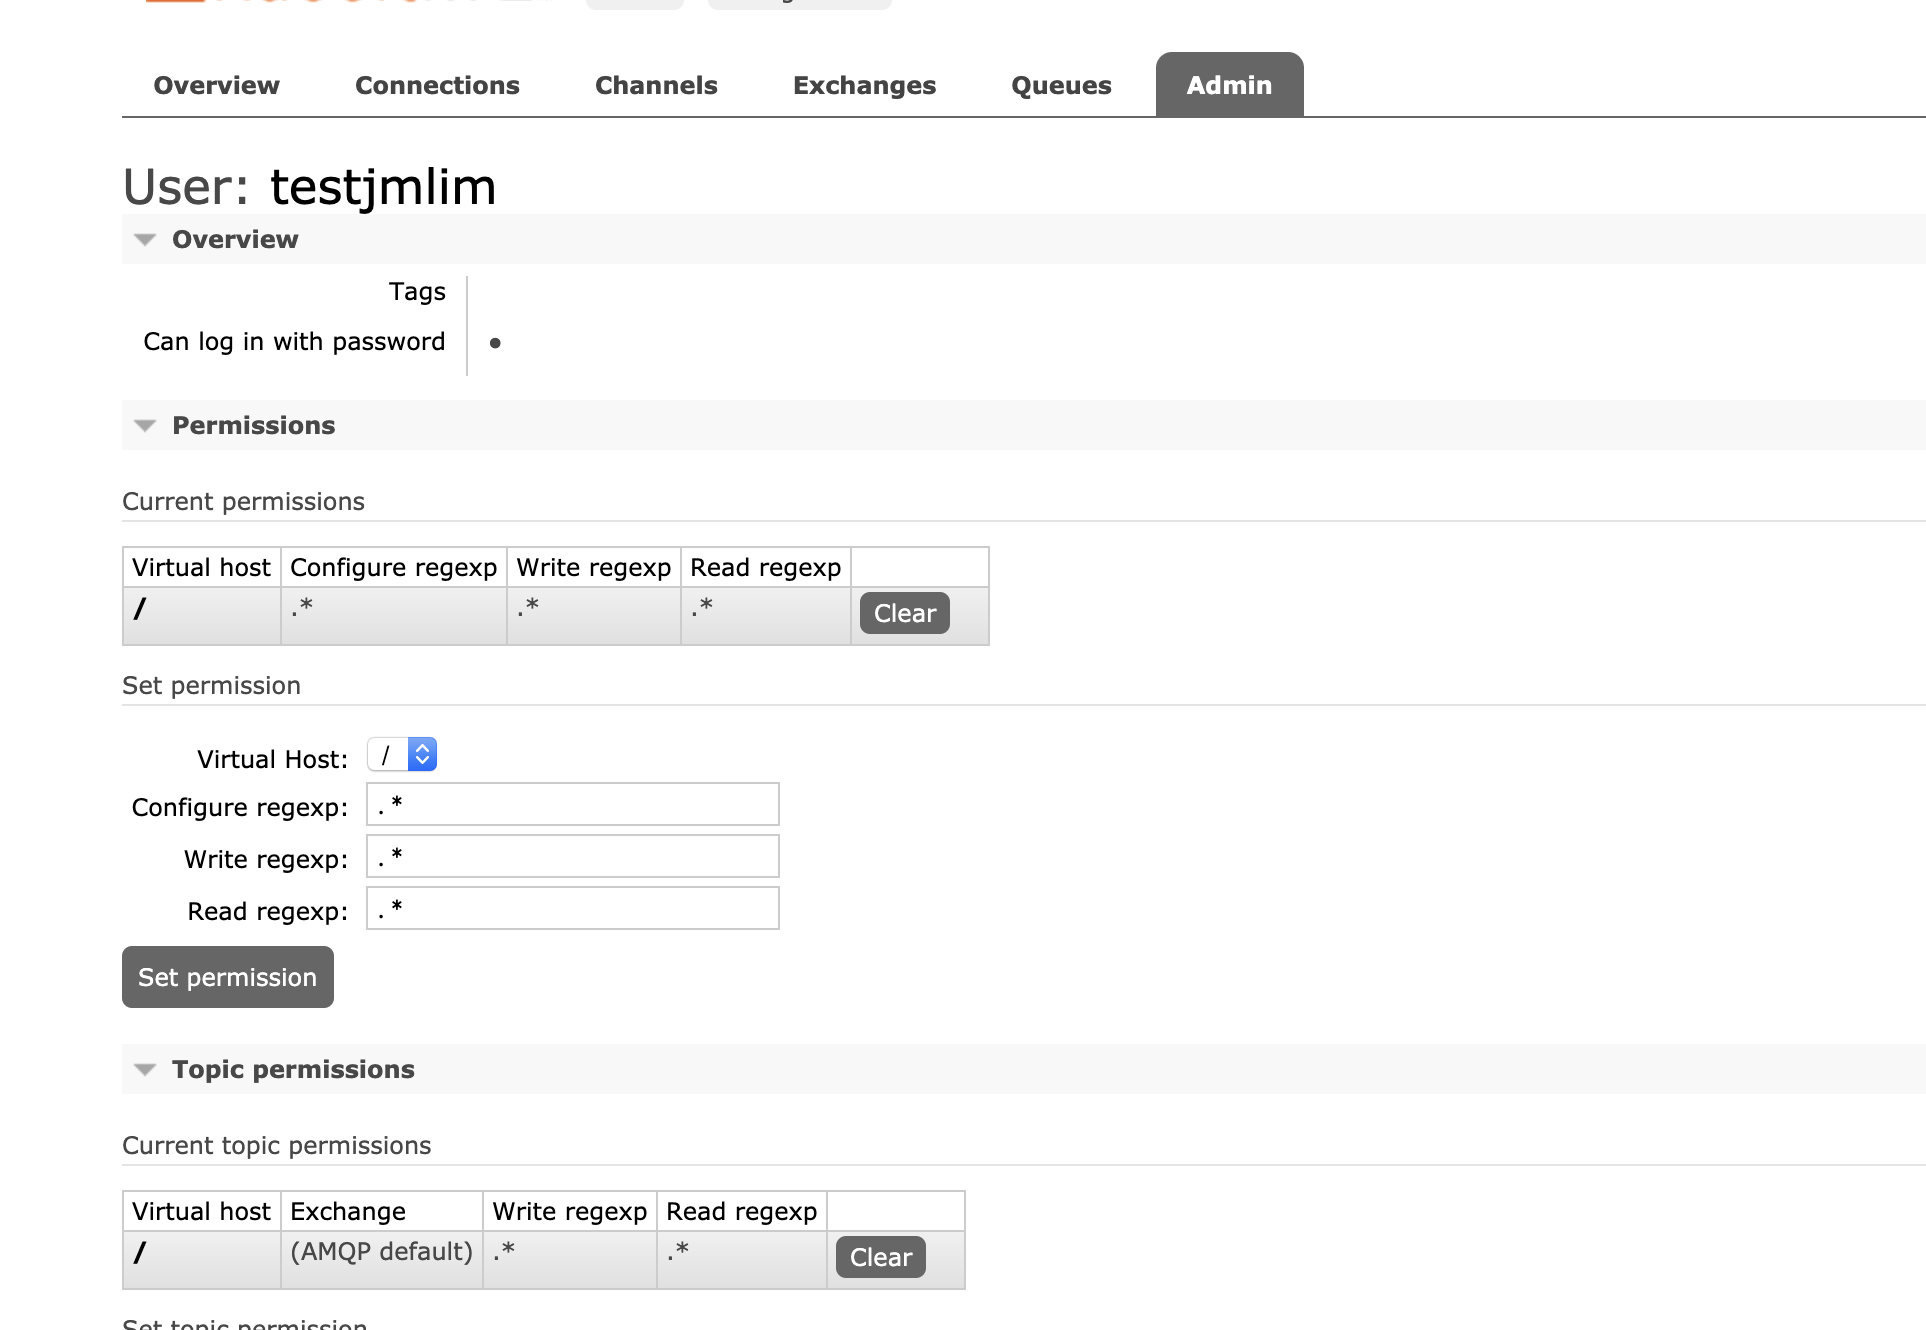 Overview Connections Channels Exchanges Queues Admin
User: testjmlim
Overview
Tags
Can log in with password •
Permissions
Current permissions
Virtual host Configure regexp Write regexp Read regexp
/ .* .* .* Clear
Set permission
Virtual Host: /
Configure regexp: .*
Write regexp: .*
Read regexp: .*
Set permission
Topic permissions
Current topic permissions
Virtual host Exchange Write regexp Read regexp
/ (AMQP default) .* .* Clear
Set topic permission